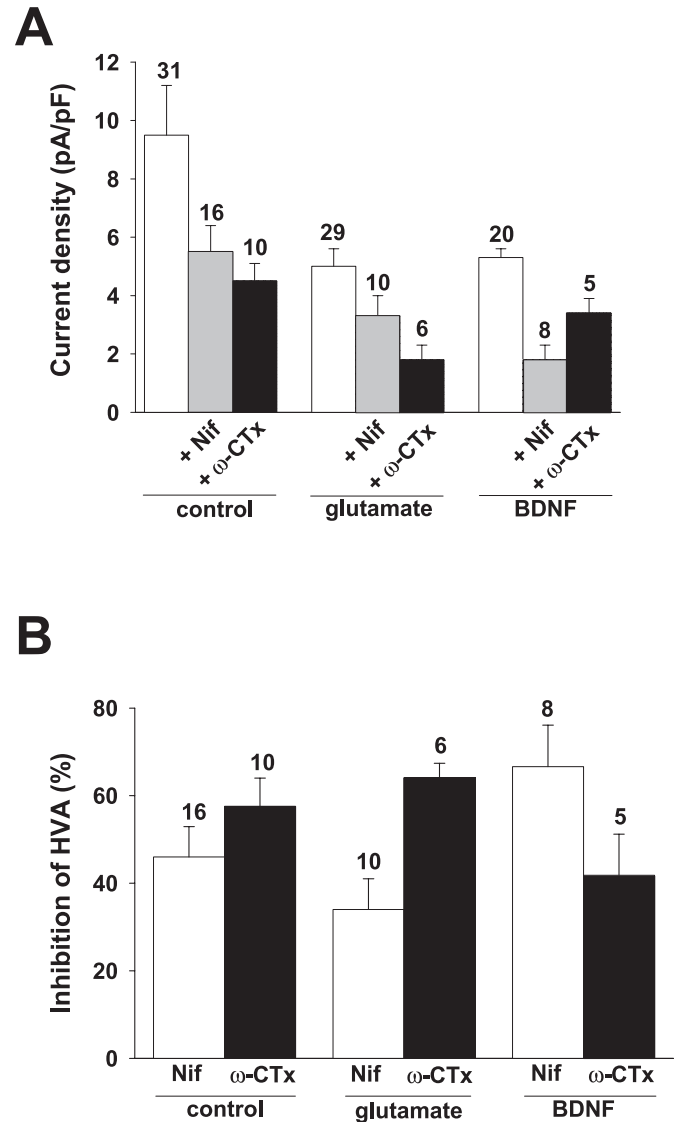 A
Current density (pA/pF)
12
10
8
6
4
2
0
31
16
10
29
10
6
20
8
5
+ Nif
+ ω-CTx
+ Nif
+ ω-CTx
+ Nif
+ ω-CTx
control
glutamate
BDNF
B
Inhibition of HVA (%)
80
60
40
20
0
16
10
10
6
8
5
Nif ω-CTx Nif ω-CTx Nif ω-CTx
control
glutamate
BDNF